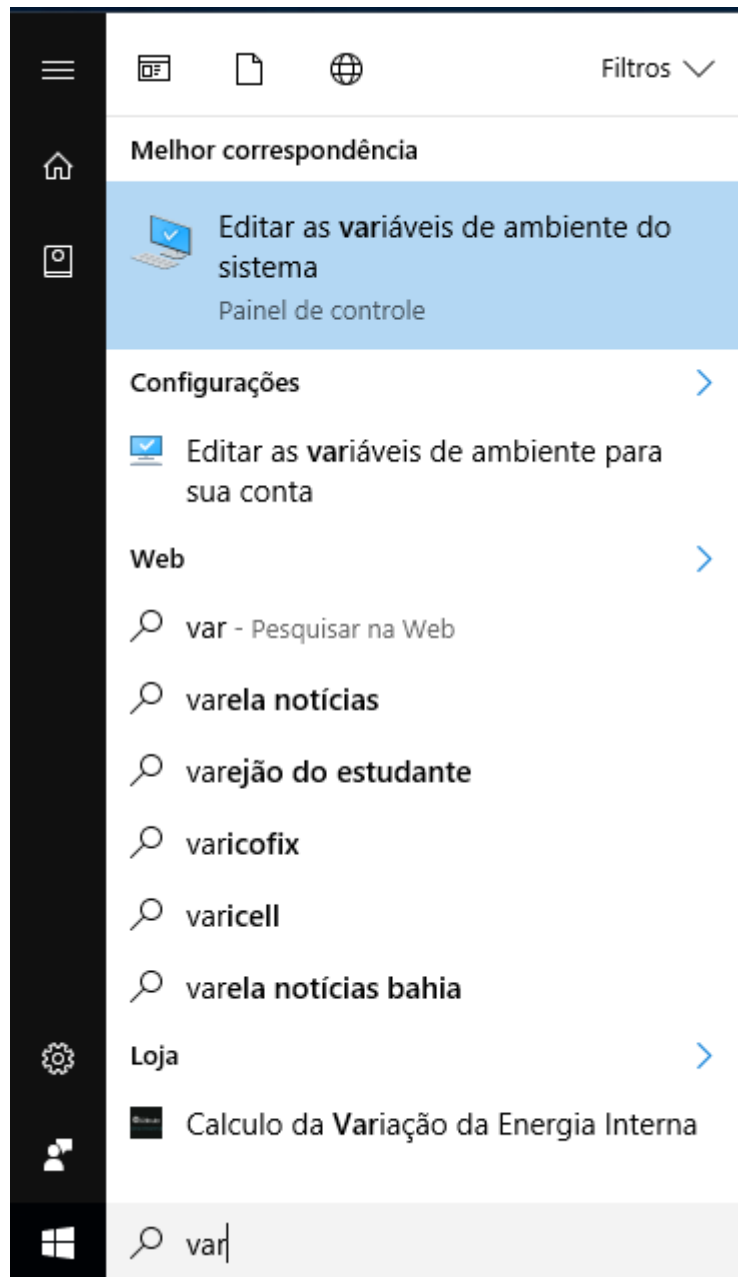 Filtros
Melhor correspondência
Editar as variáveis de ambiente do
sistema
Painel de controle
Configurações
Editar as variáveis de ambiente para
sua conta
Web
var - Pesquisar na Web
varela notícias
varejão do estudante
varicofix
varicell
varela notícias bahia
Loja
Calculo da Variação da Energia Interna
var